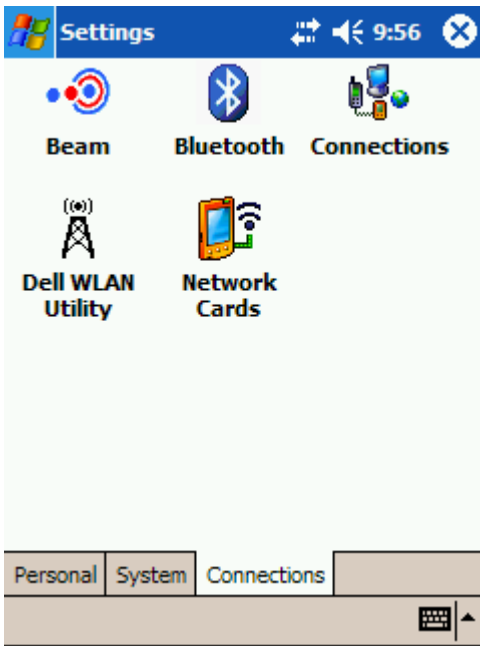 Settings 9:56
Beam Bluetooth Connections
Dell WLAN Network
Utility Cards
Personal System Connections